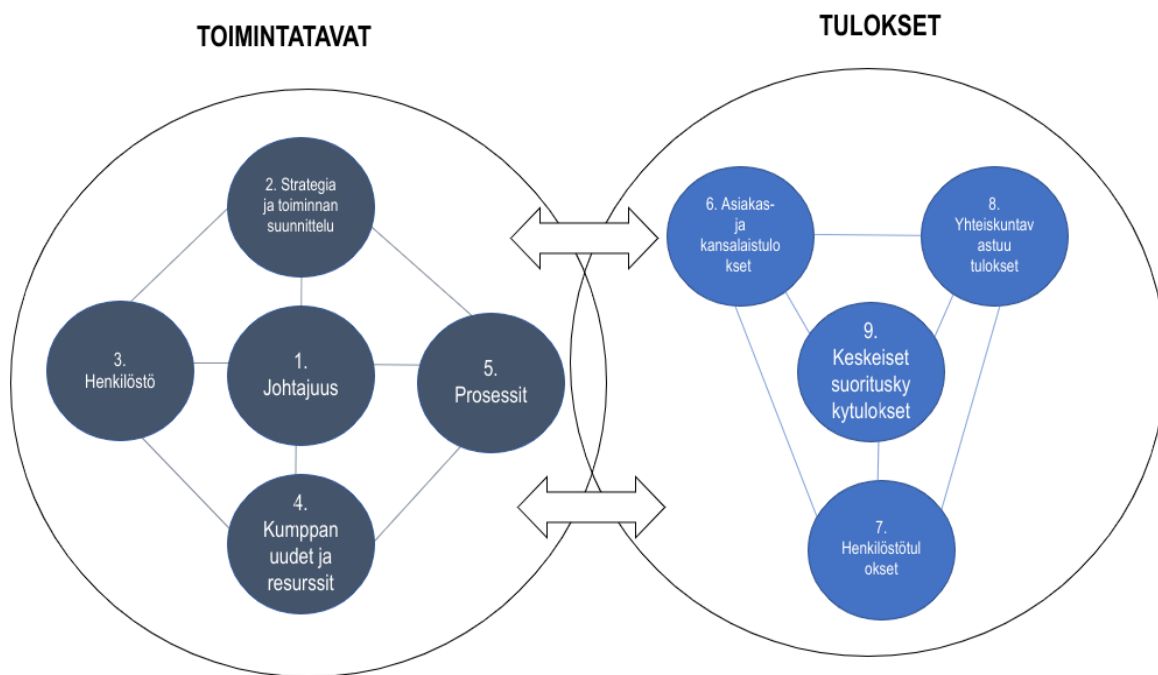 TOIMINTATAVAT
TULOKSET
2. Strategia
ja toiminnan
suunnittelu
3.
Henkilöstö
1.
Johtajuus
5.
Prosessit
4.
Kumppan
uudet ja
resurssit
6. Asiakas-
ja
kansalaistulo
kset
8.
Yhteiskuntav
astuu
tulokset
9.
Keskeiset
suoritusky
kytulokset
7.
Henkilöstötul
okset